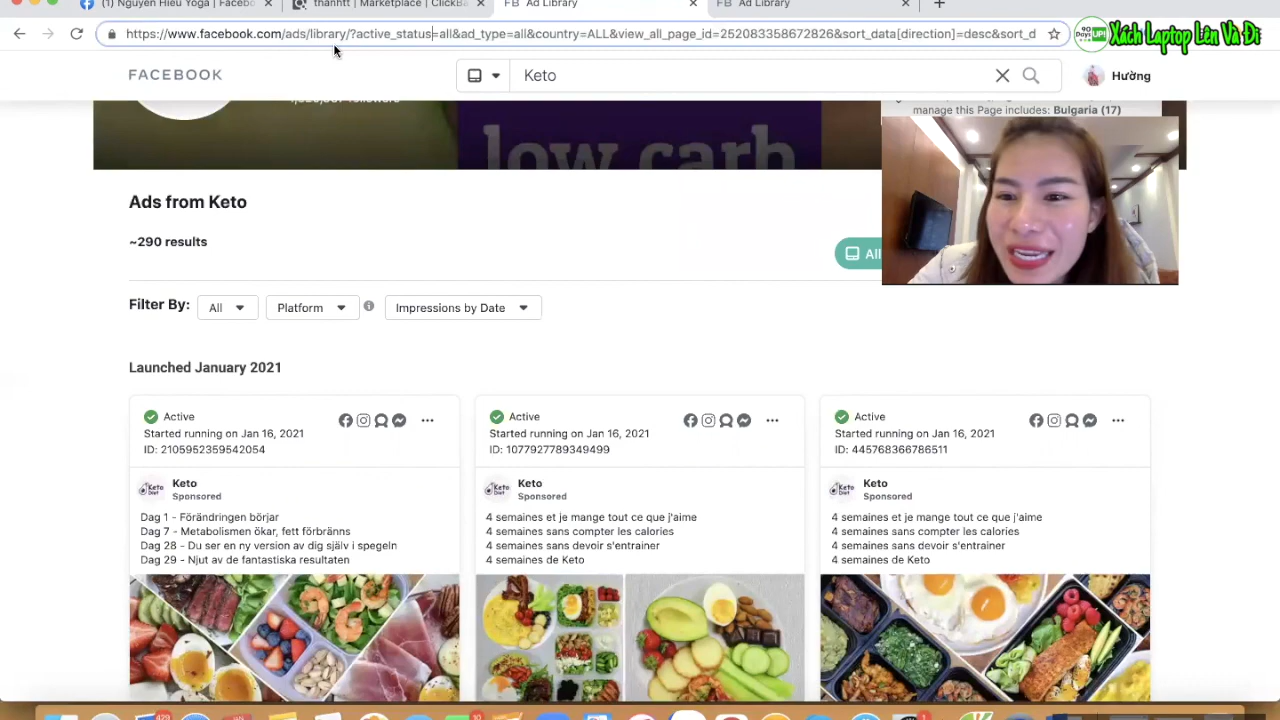 (1) Nguyen Hieu Yoga | Faceb
thanhtt | Marketplace | ClickBa
Ad Library
Ad Library
https://www.facebook.com/ads/library/?active_status=all&ad_type=all&country=ALL&view_all_page_id=252083358672826&sort_data[direction]=desc&sort_d
90 Days UP!
Xách Laptop Lên Và Đi
FACEBOOK
Keto
Hường
manage this Page includes: Bulgaria (17)
low carb
Ads from Keto
~290 results
All
Filter By:
All
Platform
Impressions by Date
Launched January 2021
Active
Started running on Jan 16, 2021
ID: 2105952359542054
Keto
Sponsored
Dag 1 - Förändringen börjar
Dag 7 - Metabolismen ökar, fett förbränns
Dag 28 - Du ser en ny version av dig själv i spegeln
Dag 29 - Njut av de fantastiska resultaten
Active
Started running on Jan 16, 2021
ID: 1077927789349499
Keto
Sponsored
4 semaines et je mange tout ce que j'aime
4 semaines sans compter les calories
4 semaines sans devoir s'entrainer
4 semaines de Keto
Active
Started running on Jan 16, 2021
ID: 445768366786511
Keto
Sponsored
4 semaines et je mange tout ce que j'aime
4 semaines sans compter les calories
4 semaines sans devoir s'entrainer
4 semaines de Keto